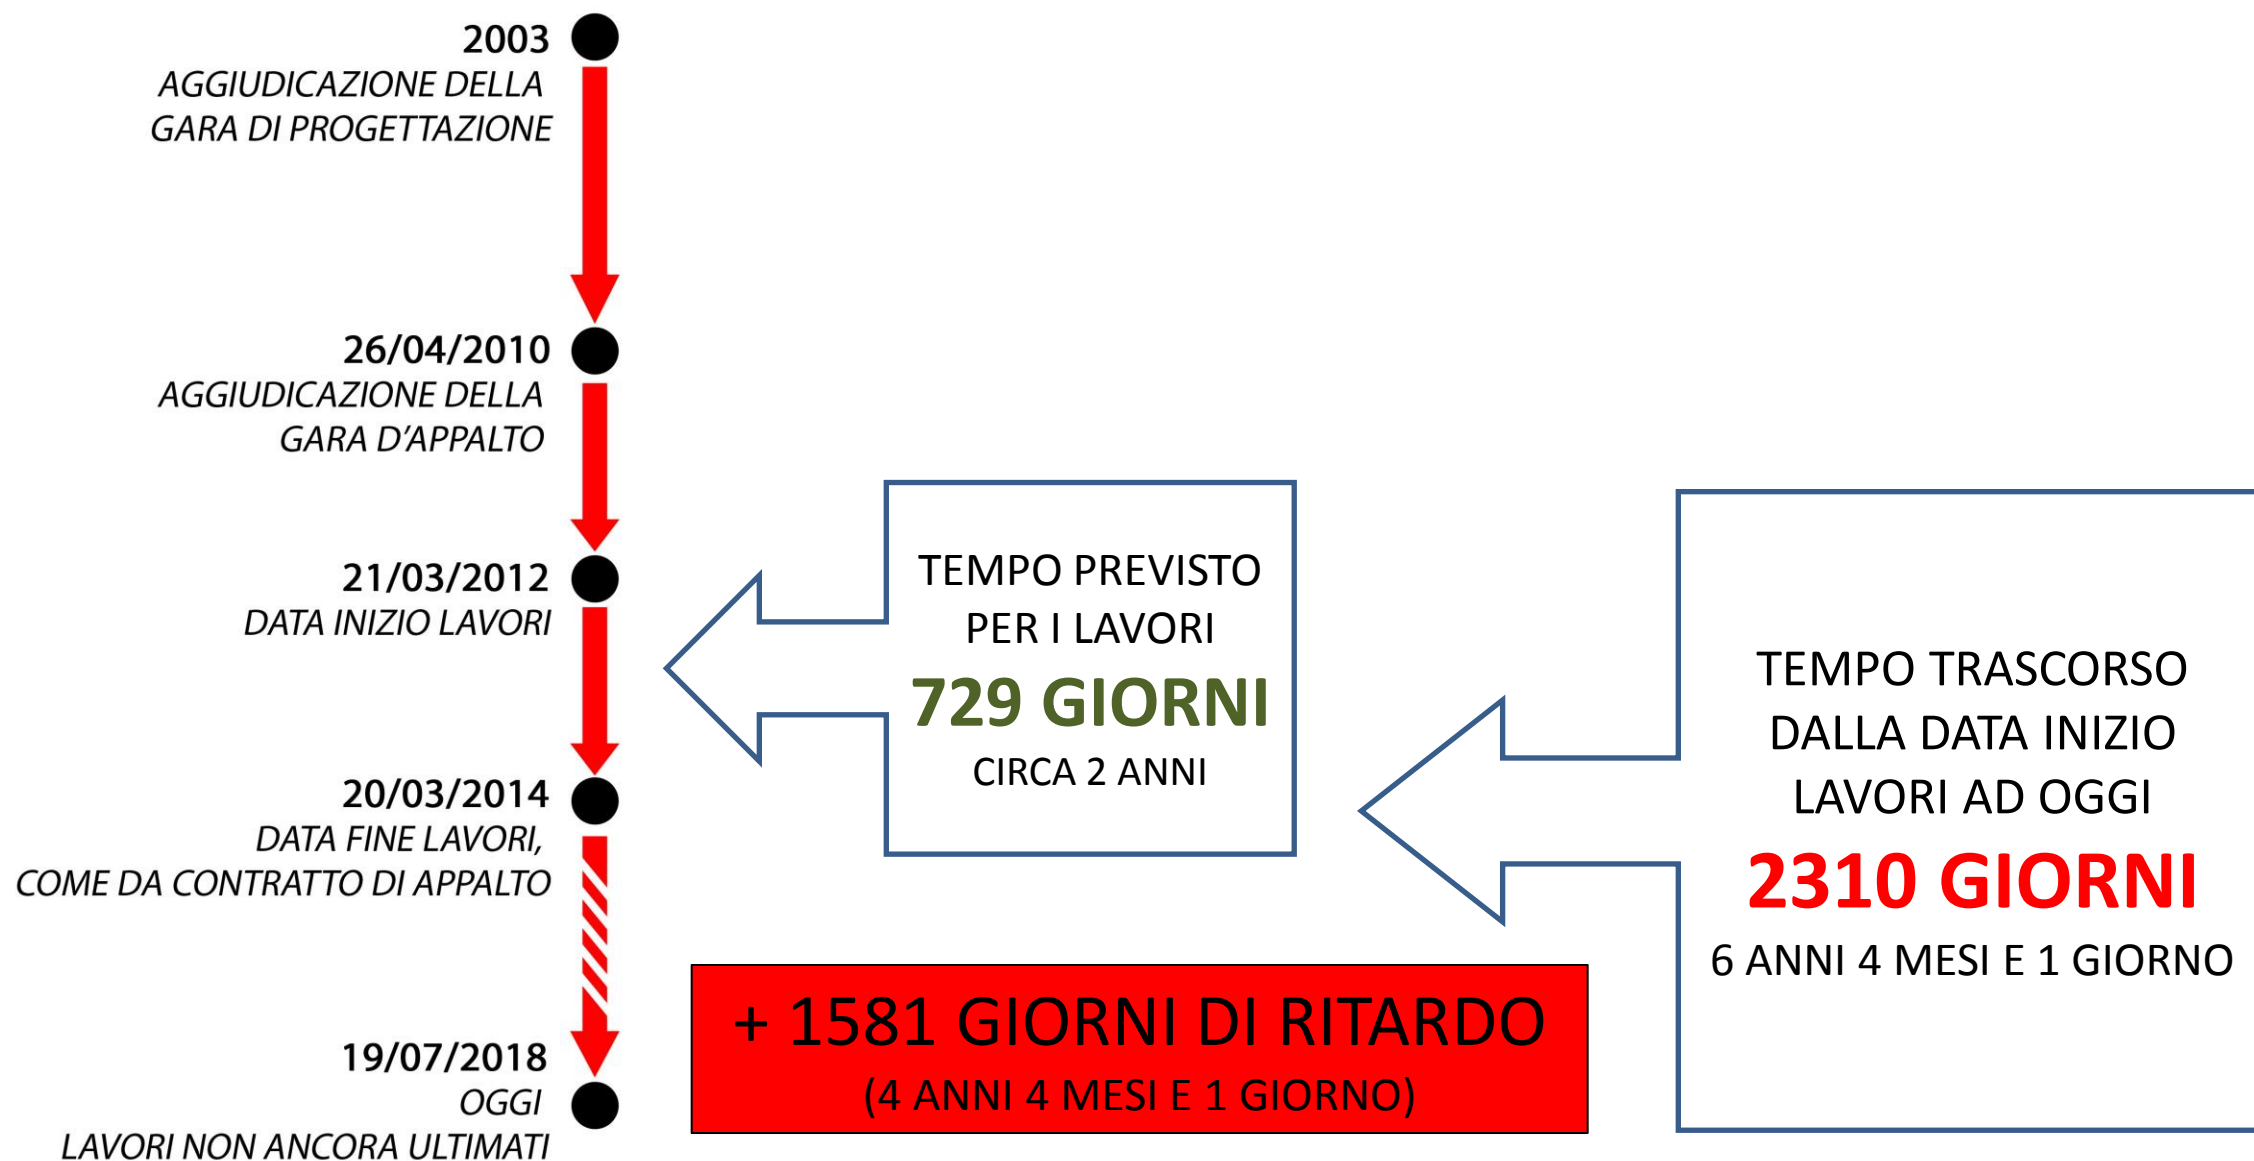 2003
AGGIUDICAZIONE DELLA
GARA DI PROGETTAZIONE
26/04/2010
AGGIUDICAZIONE DELLA
GARA D'APPALTO
21/03/2012
DATA INIZIO LAVORI
20/03/2014
DATA FINE LAVORI,
COME DA CONTRATTO DI APPALTO
19/07/2018
OGGI
LAVORI NON ANCORA ULTIMATI
TEMPO PREVISTO
PER I LAVORI
729 GIORNI
CIRCA 2 ANNI
TEMPO TRASCORSO
DALLA DATA INIZIO
LAVORI AD OGGI
2310 GIORNI
6 ANNI 4 MESI E 1 GIORNO
+ 1581 GIORNI DI RITARDO
(4 ANNI 4 MESI E 1 GIORNO)